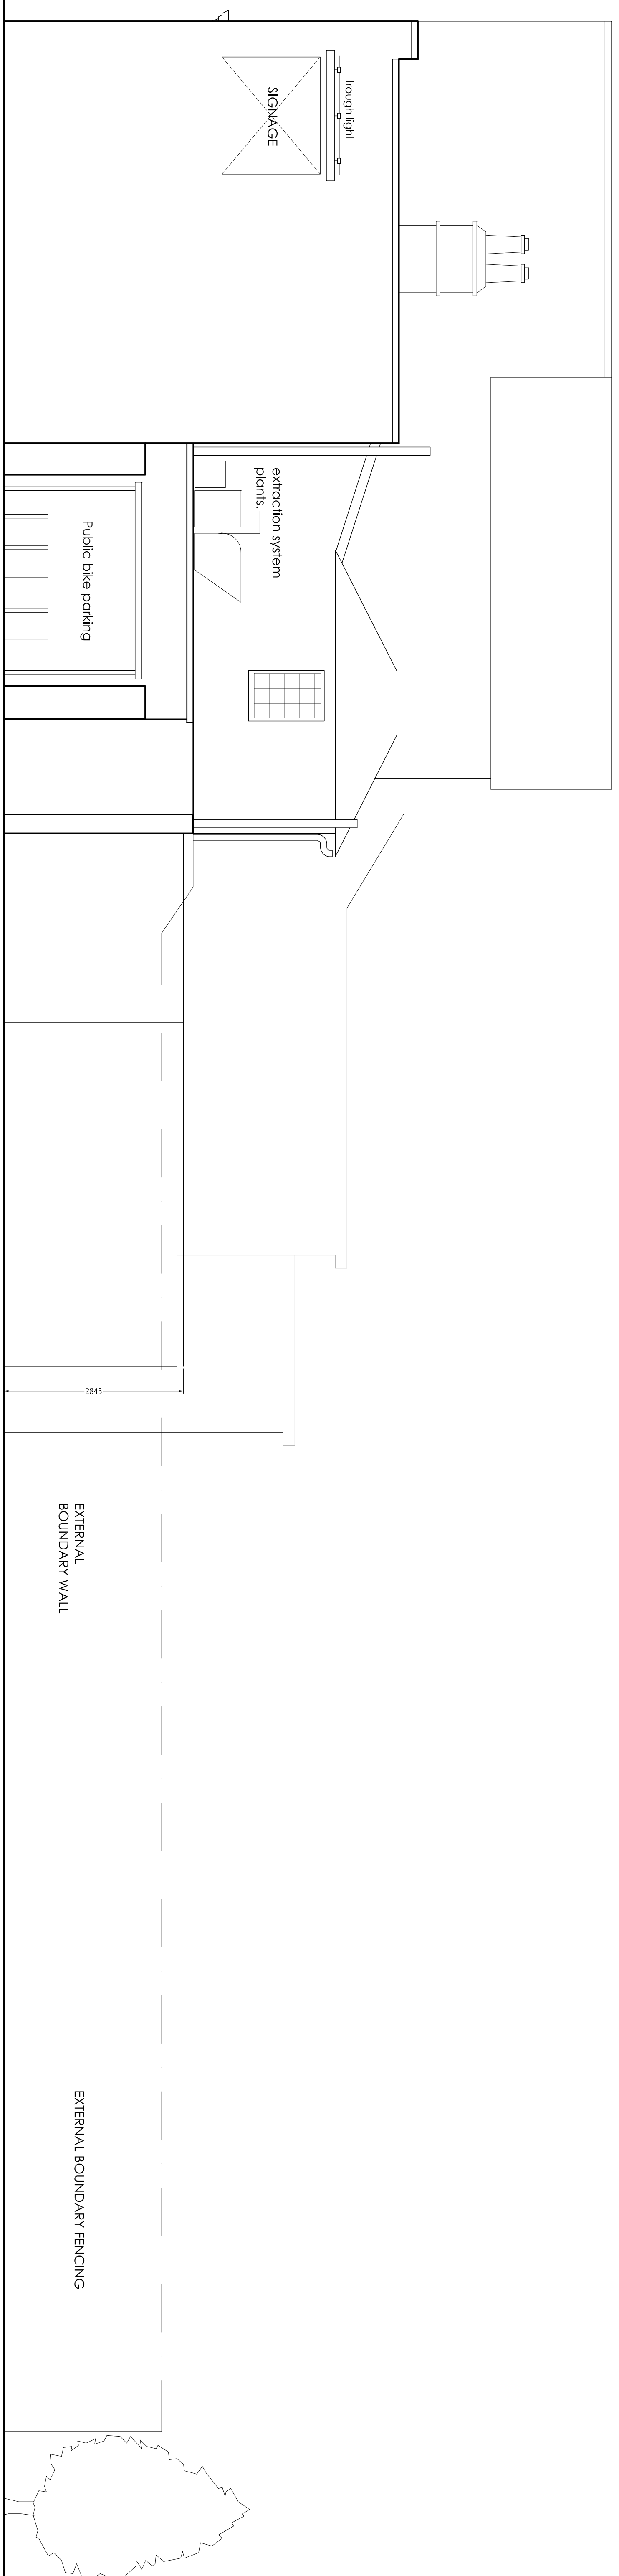 SIGNAGE
trough light
extraction system
plants.
Public bike parking
2845
EXTERNAL
BOUNDARY WALL
EXTERNAL BOUNDARY FENCING